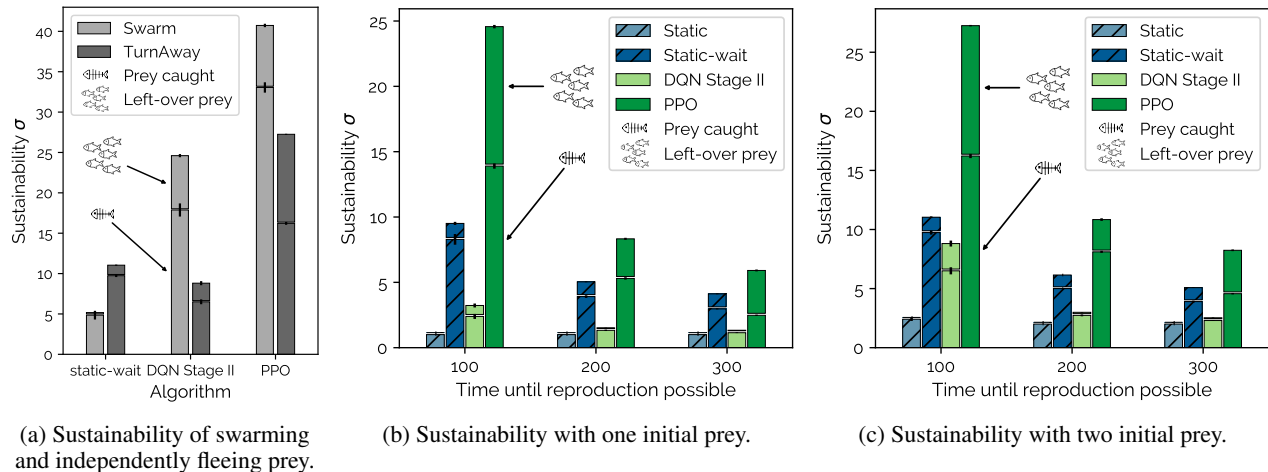 40
35
30
25
20
15
10
5
0
Sustainability σ
Swarm
TurnAway
Prey caught
Left-over prey
static-wait DQN Stage II PPO
Algorithm
(a) Sustainability of swarming
and independently fleeing prey.
25
20
15
10
5
0
Sustainability σ
Static
Static-wait
DQN Stage II
PPO
Prey caught
Left-over prey
100 200 300
Time until reproduction possible
(b) Sustainability with one initial prey.
25
20
15
10
5
0
Sustainability σ
Static
Static-wait
DQN Stage II
PPO
Prey caught
Left-over prey
100 200 300
Time until reproduction possible
(c) Sustainability with two initial prey.